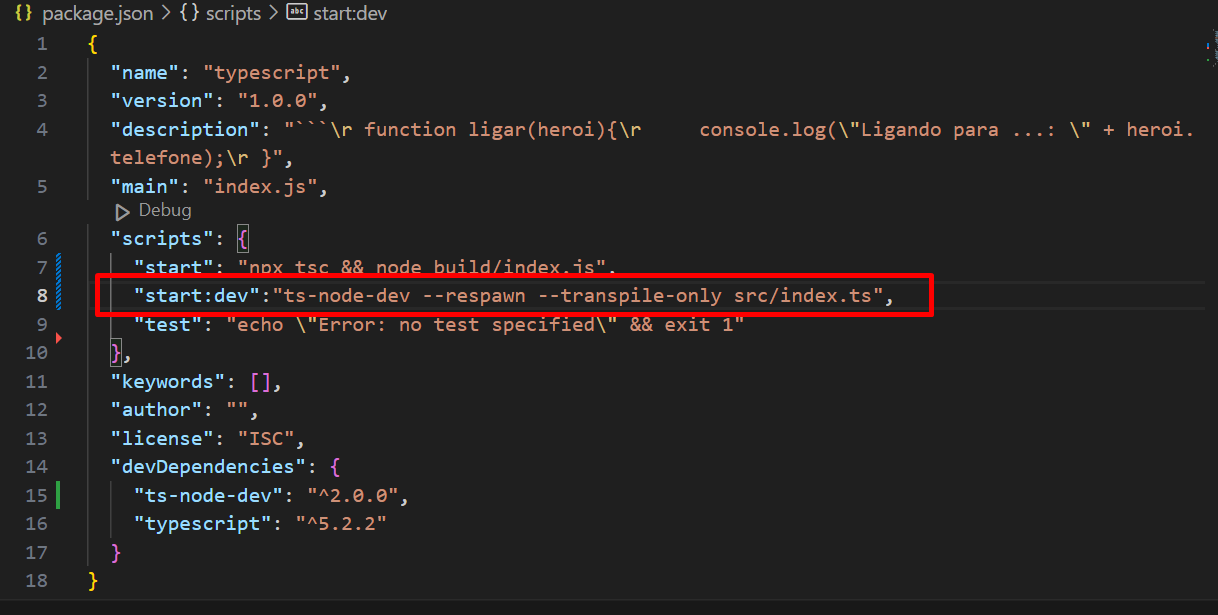 {} package.json > {} scripts > abc start:dev
1 {
2 "name": "typescript",
3 "version": "1.0.0",
4 "description": "```\r function ligar(heroi){\r     console.log(\"Ligando para ...: \" + heroi.
telefone);\r }",
5 "main": "index.js",
Debug
6 "scripts": {
7 "start": "npx tsc && node build/index.js",
8 "start:dev":"ts-node-dev --respawn --transpile-only src/index.ts",
9 "test": "echo \"Error: no test specified\" && exit 1"
10 },
11 "keywords": [],
12 "author": "",
13 "license": "ISC",
14 "devDependencies": {
15 "ts-node-dev": "^2.0.0",
16 "typescript": "^5.2.2"
17 }
18 }